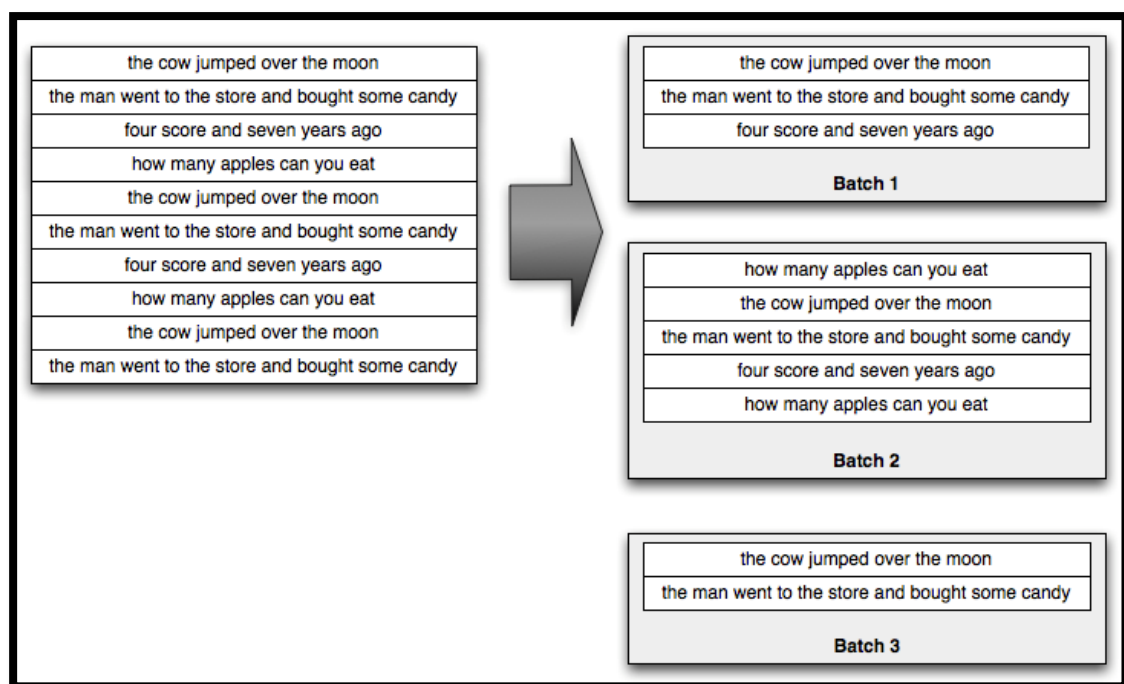 the cow jumped over the moon
the man went to the store and bought some candy
four score and seven years ago
how many apples can you eat
the cow jumped over the moon
the man went to the store and bought some candy
four score and seven years ago
how many apples can you eat
the cow jumped over the moon
the man went to the store and bought some candy
the cow jumped over the moon
the man went to the store and bought some candy
four score and seven years ago
Batch 1
how many apples can you eat
the cow jumped over the moon
the man went to the store and bought some candy
four score and seven years ago
how many apples can you eat
Batch 2
the cow jumped over the moon
the man went to the store and bought some candy
Batch 3